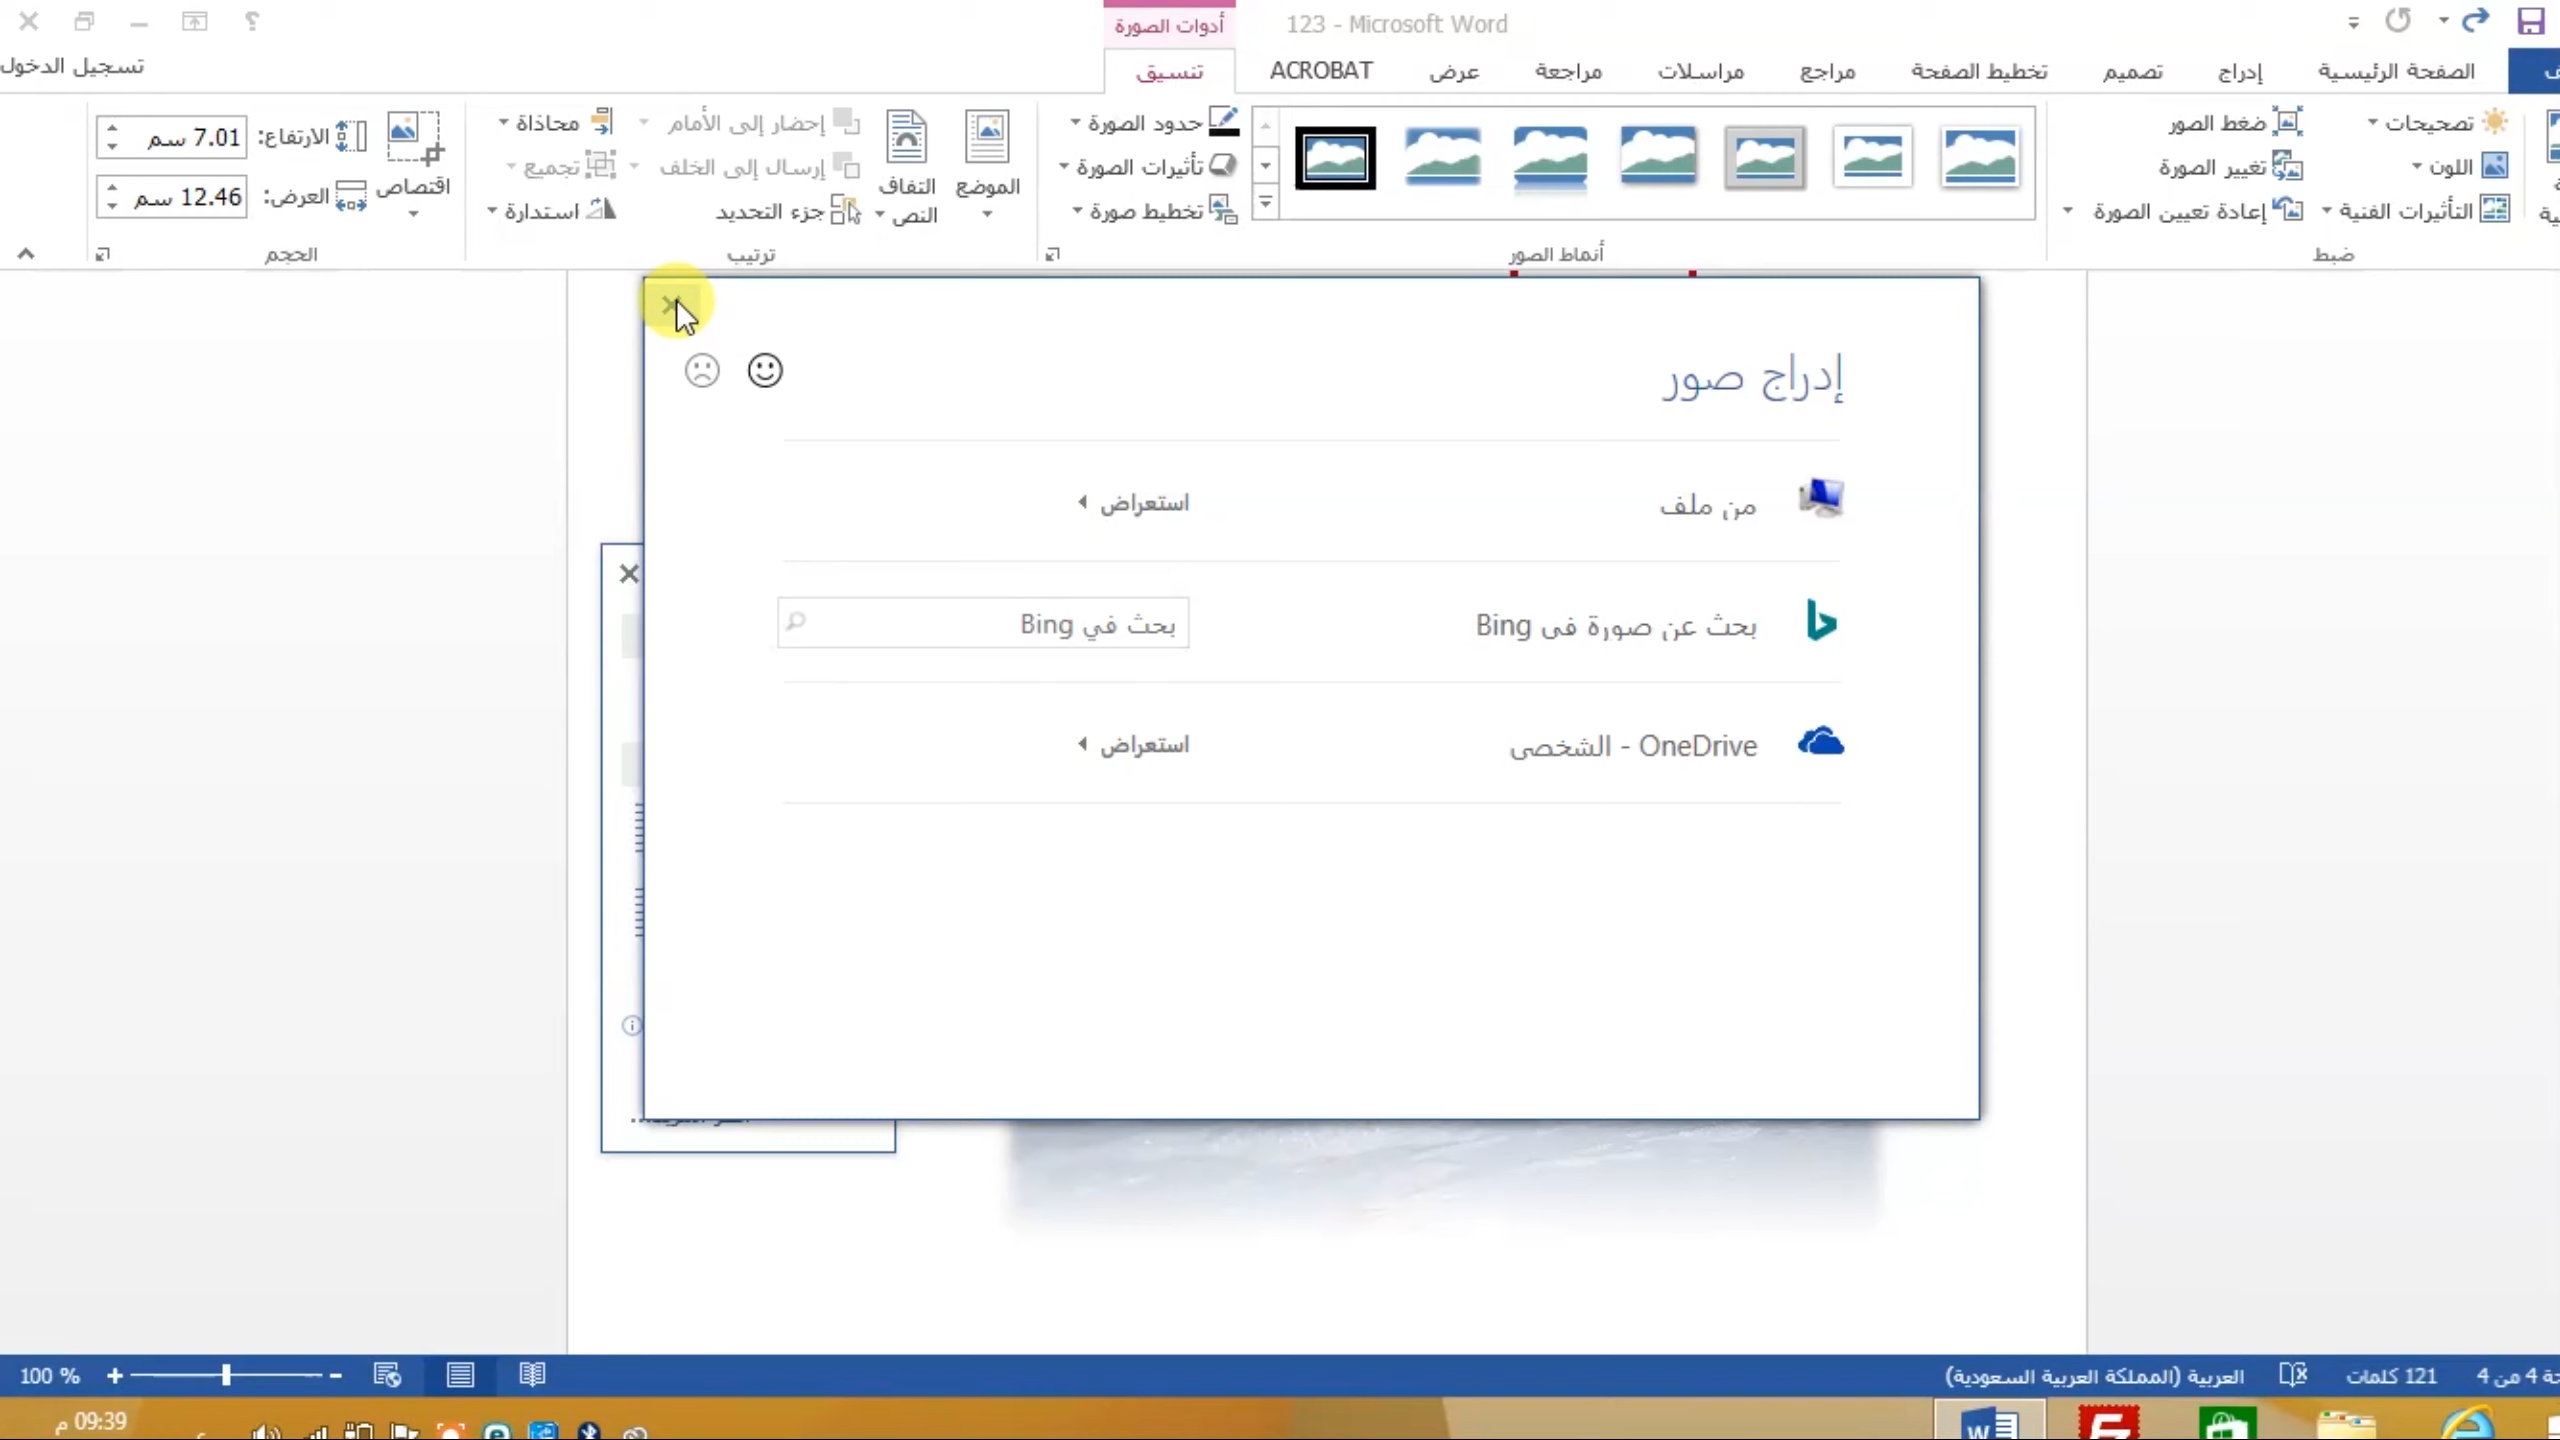 أدوات الصورة
123 - Microsoft Word
الصفحة الرئيسية
إدراج
تصميم
تخطيط الصفحة
مراجع
مراسلات
مراجعة
عرض
ACROBAT
تنسيق
تسجيل الدخول
تصحيحات
اللون
التأثيرات الفنية
ضغط الصور
تغيير الصورة
إعادة تعيين الصورة
ضبط
أنماط الصور
حدود الصورة
تأثيرات الصورة
تخطيط صورة
الموضع
التفاف
النص
إحضار إلى الأمام
إرسال إلى الخلف
جزء التحديد
محاذاة
تجميع
استدارة
ترتيب
اقتصاص
الارتفاع: 7.01 سم
العرض: 12.46 سم
الحجم
إدراج صور
من ملف
استعراض
بحث عن صورة في Bing
بحث في Bing
OneDrive - الشخصي
استعراض
4 من 4
121 كلمات
العربية (المملكة العربية السعودية)
100 %
09:39 م